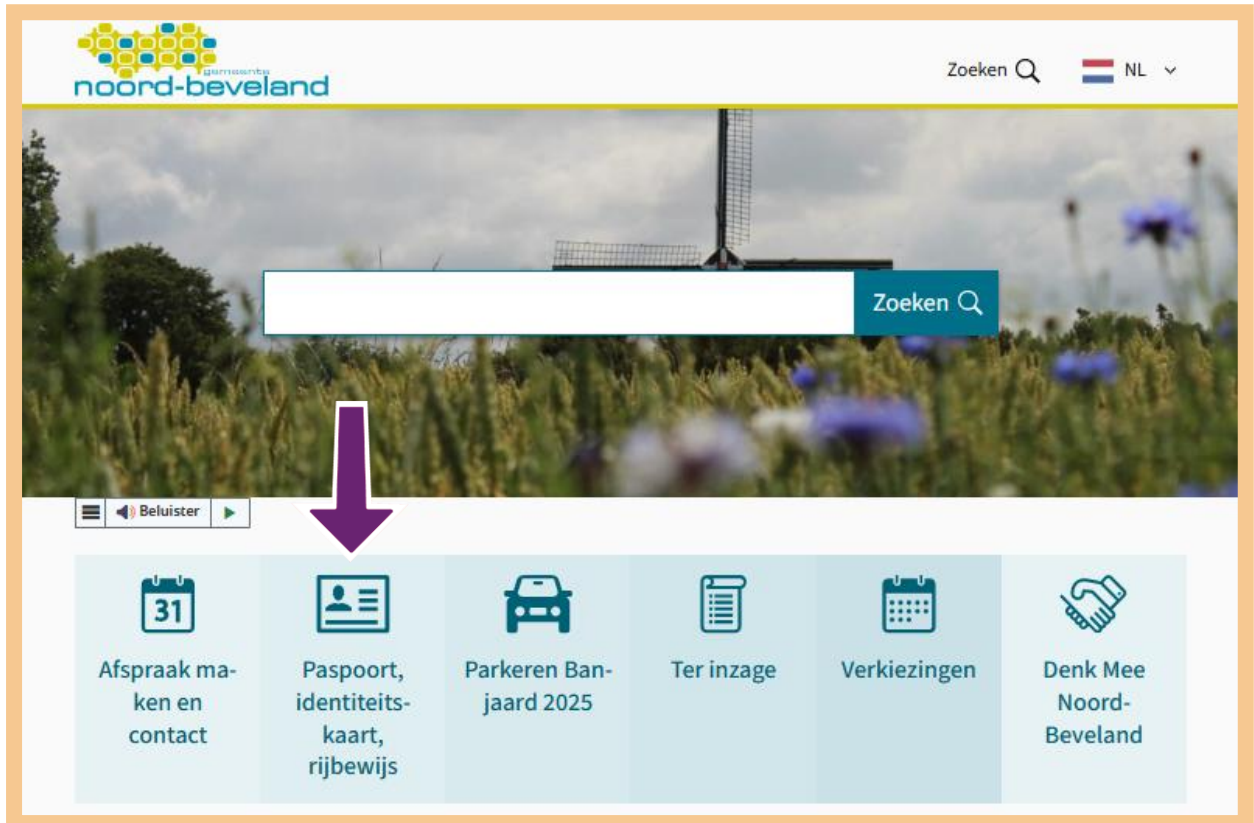 gemeente
noord-beveland
Zoeken
NL
Zoeken
Beluister
31
Afspraak ma-
ken en
contact
Paspoort,
identiteits-
kaart,
rijbewijs
Parkeren Ban-
jaard 2025
Ter inzage
Verkiezingen
Denk Mee
Noord-
Beveland